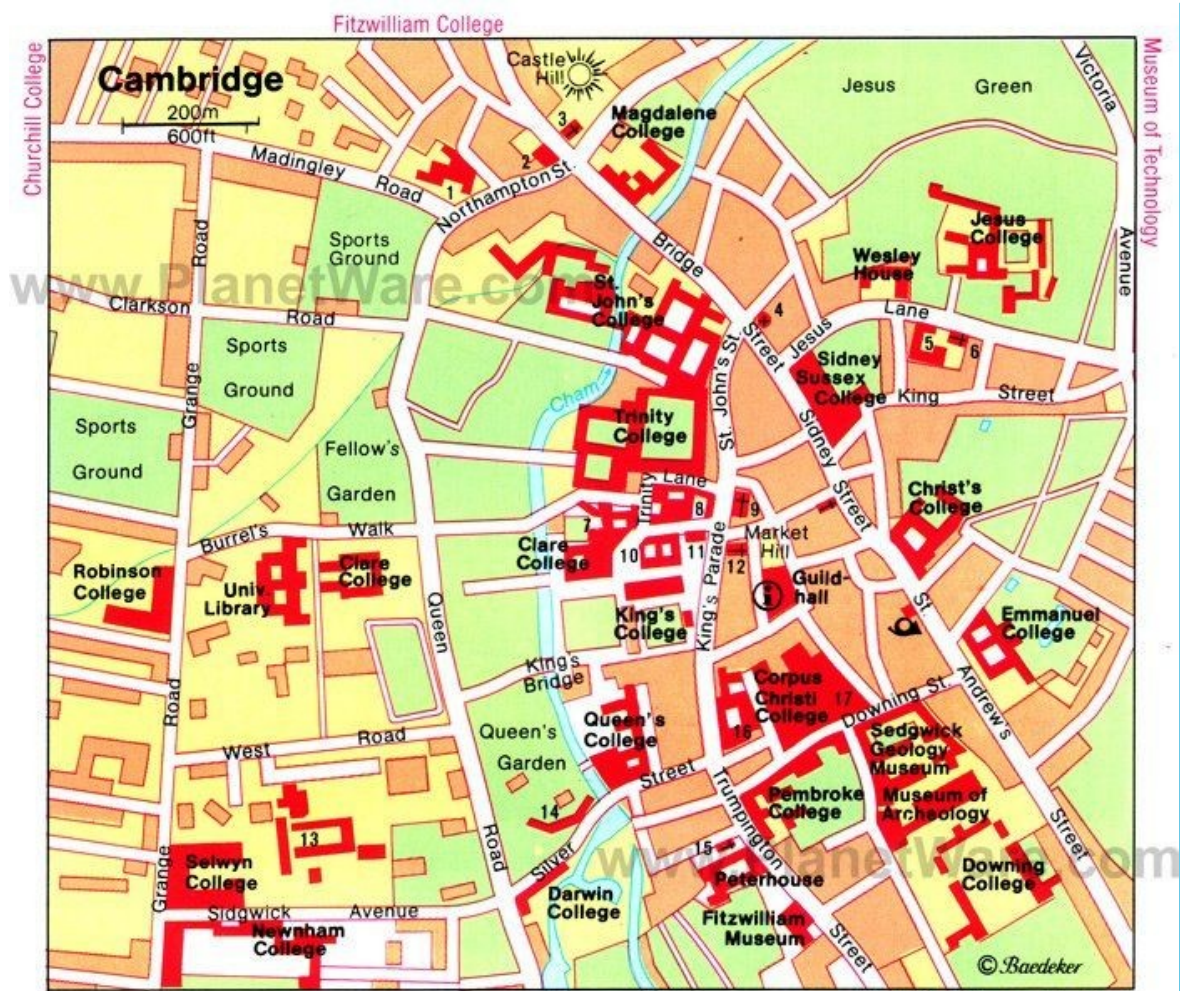 Fitzwilliam College
Churchill College
Museum of Technology
Cambridge
200m
600ft
Castle
Hill
3
Magdalene
College
Jesus Green
Victoria
Avenue
Madingley
Road
1
2
Northampton St.
Road
Sports
Ground
Bridge
Street
Jesus
College
Wesley
House
www.PlanetWare.com
St.
John's
College
Clarkson
Road
4
Jesus
Lane
5
6
Sports
Ground
Sidney
Sussex
College
King
Street
St. John's St.
Grange
Cham
Trinity
College
Sports
Ground
Fellow's
Garden
Sidney
Street
Trinity
Lane
Christ's
College
7
8
9
Burrel's
Walk
Market
Hill
Clare
College
10
11
12
King's Parade
Robinson
College
Univ.
Library
Clare
College
Guild-
hall
i
Queen
King's
College
St.
Emmanuel
College
King's
Bridge
Corpus
Christi
College
17
Downing St.
Andrew's
Road
Queen's
College
16
Sedgwick
Geology
Museum
West
Road
Queen's
Garden
Street
Trumpington
Pembroke
College
Museum of
Archeology
14
13
Silver
15
www.PlanetWare.com
Street
Selwyn
College
Road
Grange
Peterhouse
Downing
College
Darwin
College
Sidgwick
Avenue
Newnham
College
Fitzwilliam
Museum
Street
© Baedeker